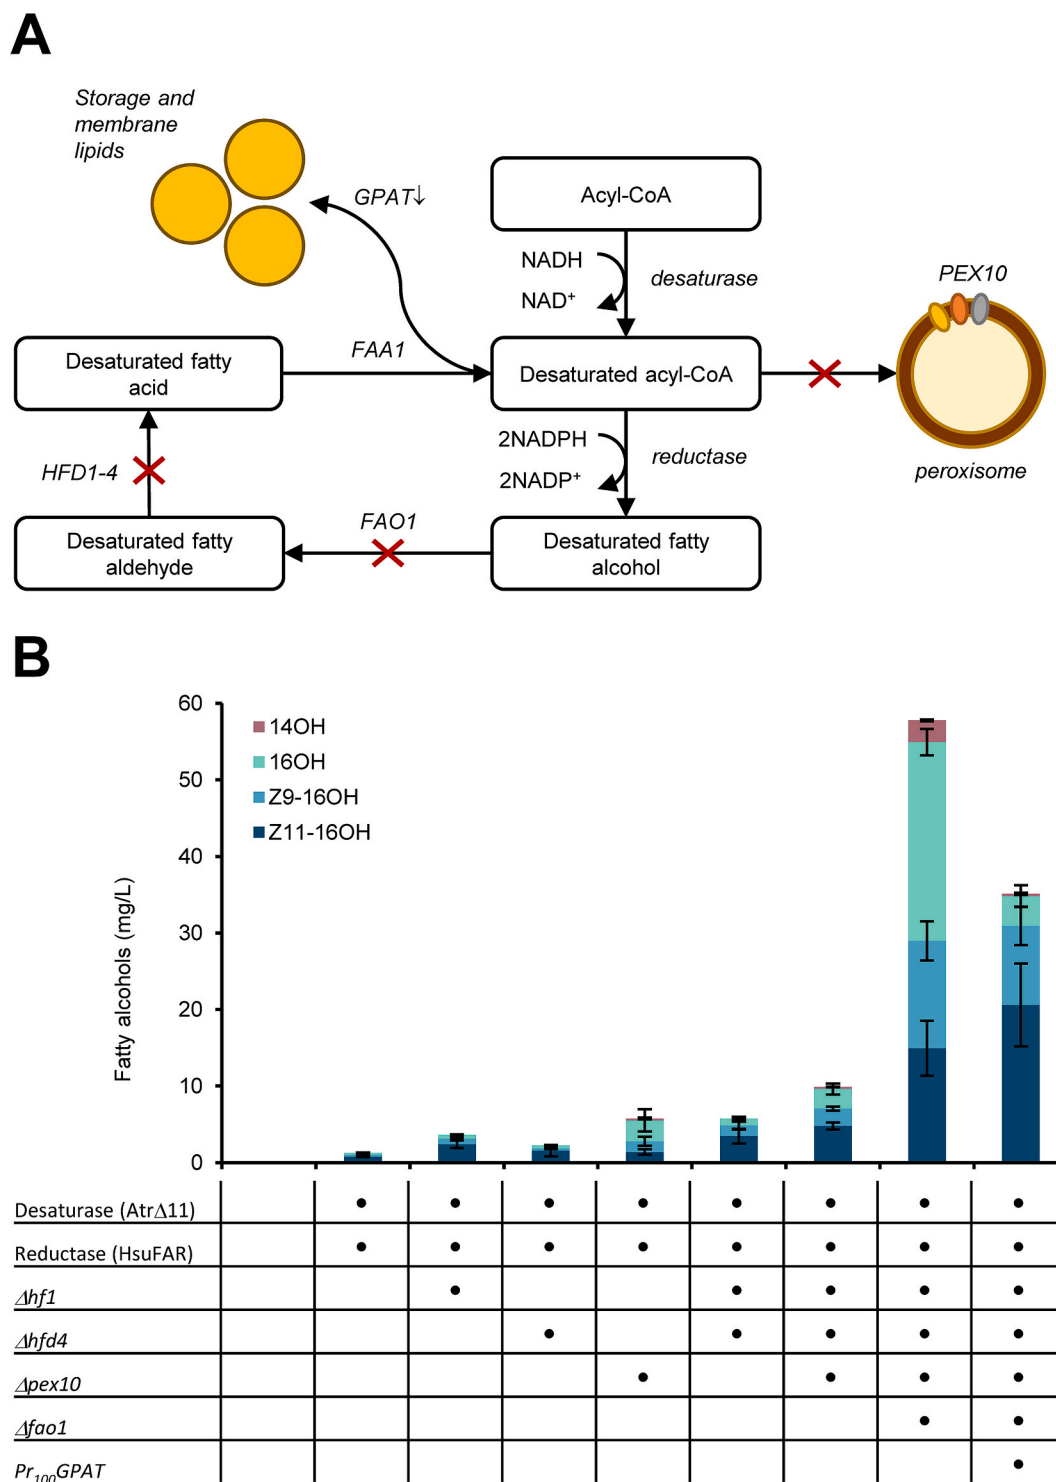 A
Storage and
membrane
lipids
GPAT↓
Acyl-CoA
NADH
NAD⁺
desaturase
PEX10
Desaturated fatty
acid
FAA1
Desaturated acyl-CoA
HFD1-4
2NADPH
2NADP⁺
reductase
peroxisome
Desaturated fatty
aldehyde
FAO1
Desaturated fatty
alcohol
B
Fatty alcohols (mg/L)
60
50
40
30
20
10
0
14OH
16OH
Z9-16OH
Z11-16OH
Desaturase (AtrΔ11)
Reductase (HsuFAR)
Δhf1
Δhfd4
Δpex10
Δfao1
Pr₁₀₀GPAT